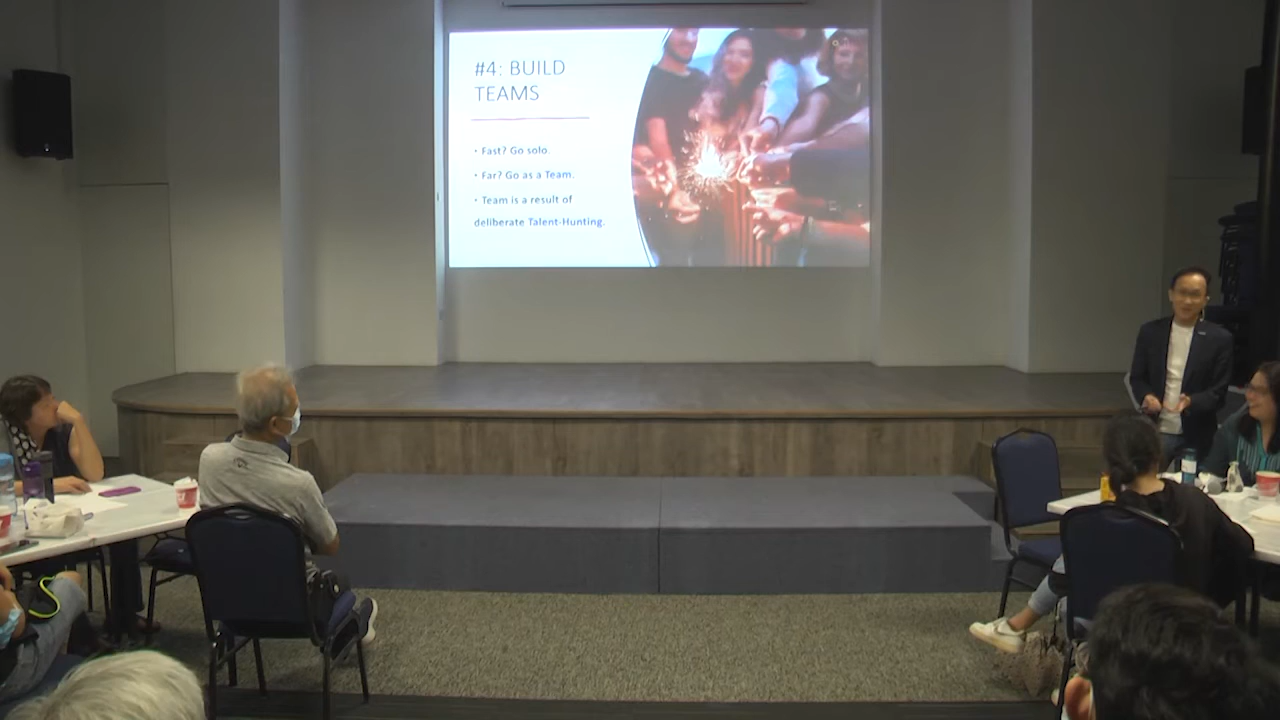 #4: BUILD
TEAMS
• Fast? Go solo.
• Far? Go as a Team.
• Team is a result of
deliberate Talent-Hunting.